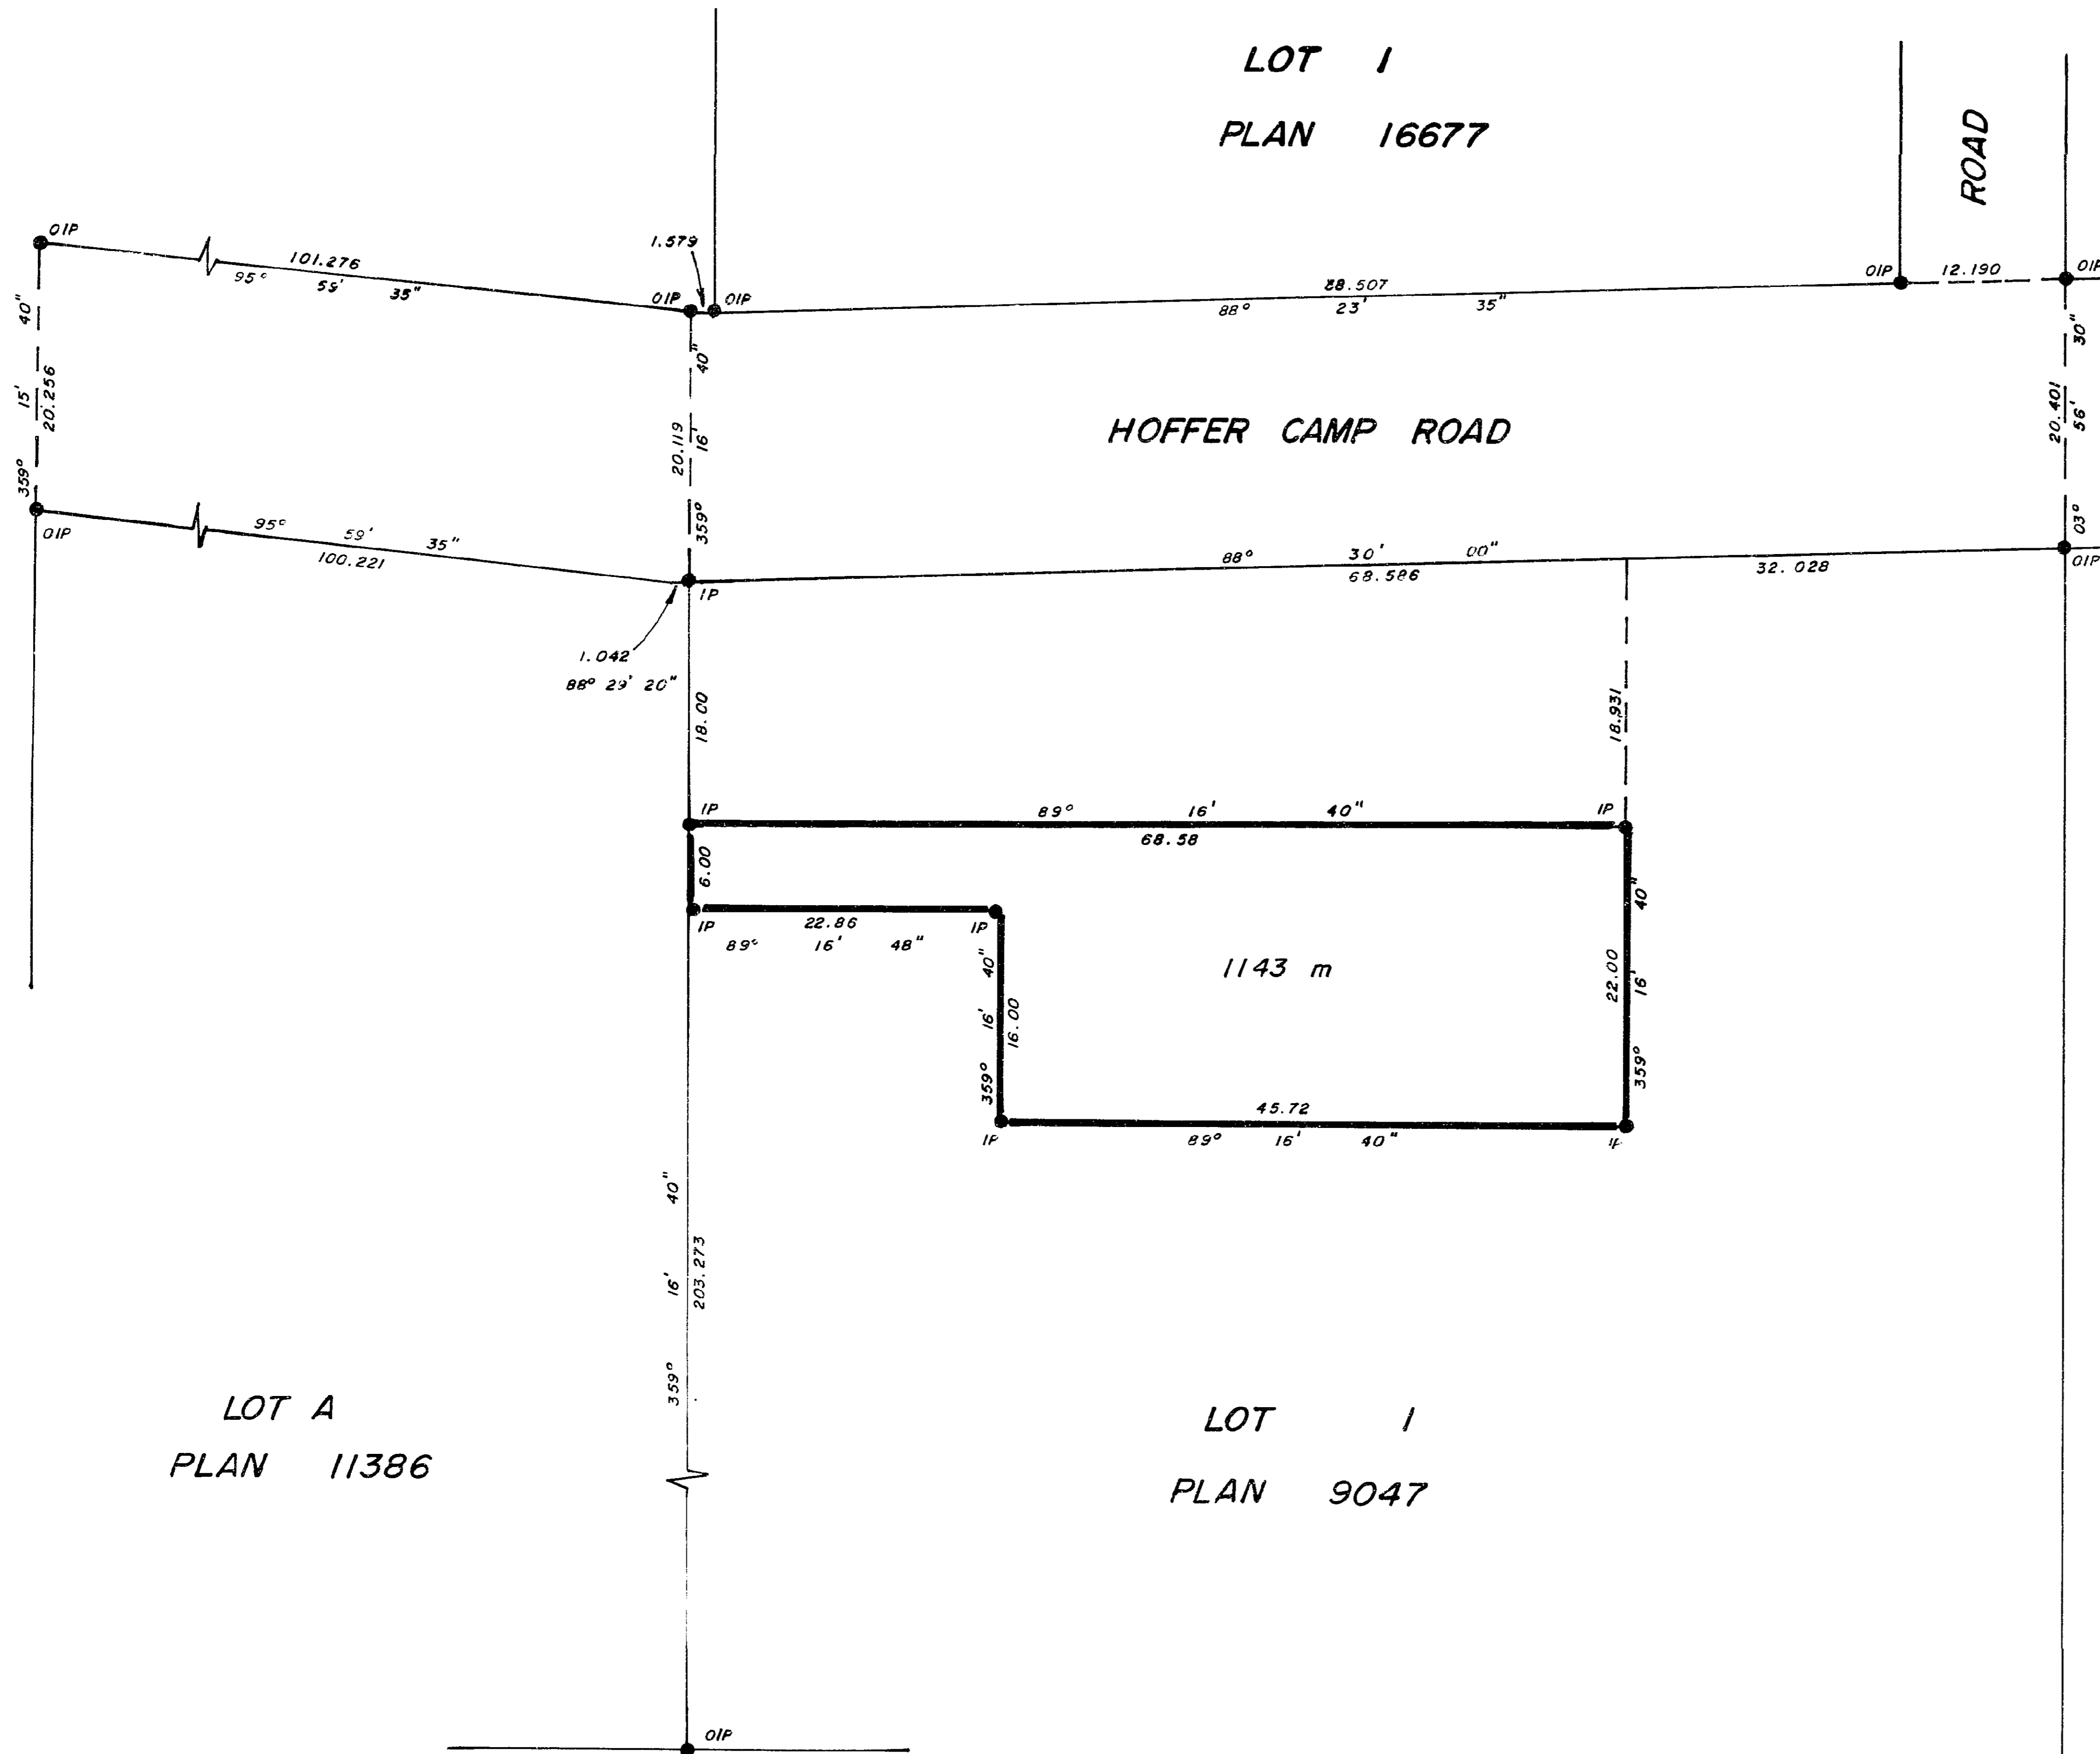 LOT 1
PLAN 16677
ROAD
OIP
101.276
95° 59' 35"
1.579
OIP
OIP
88.507
88° 23' 35"
OIP
12.190
OIP
359° 15' 40"
20.256
20.119
359° 16' 40"
HOFFER CAMP ROAD
20.401
03° 56' 30"
OIP
95° 59' 35"
100.221
IP
88° 30' 00"
68.586
32.028
OIP
1.042
88° 29' 20"
18.00
18.931
IP
89° 16' 40"
IP
68.58
6.00
IP
22.86
IP
89° 16' 48"
359° 16' 40"
16.00
1143 m
22.00
359° 16' 40"
45.72
IP
89° 16' 40"
IP
359° 16' 40"
203.273
LOT A
PLAN 11386
LOT 1
PLAN 9047
OIP